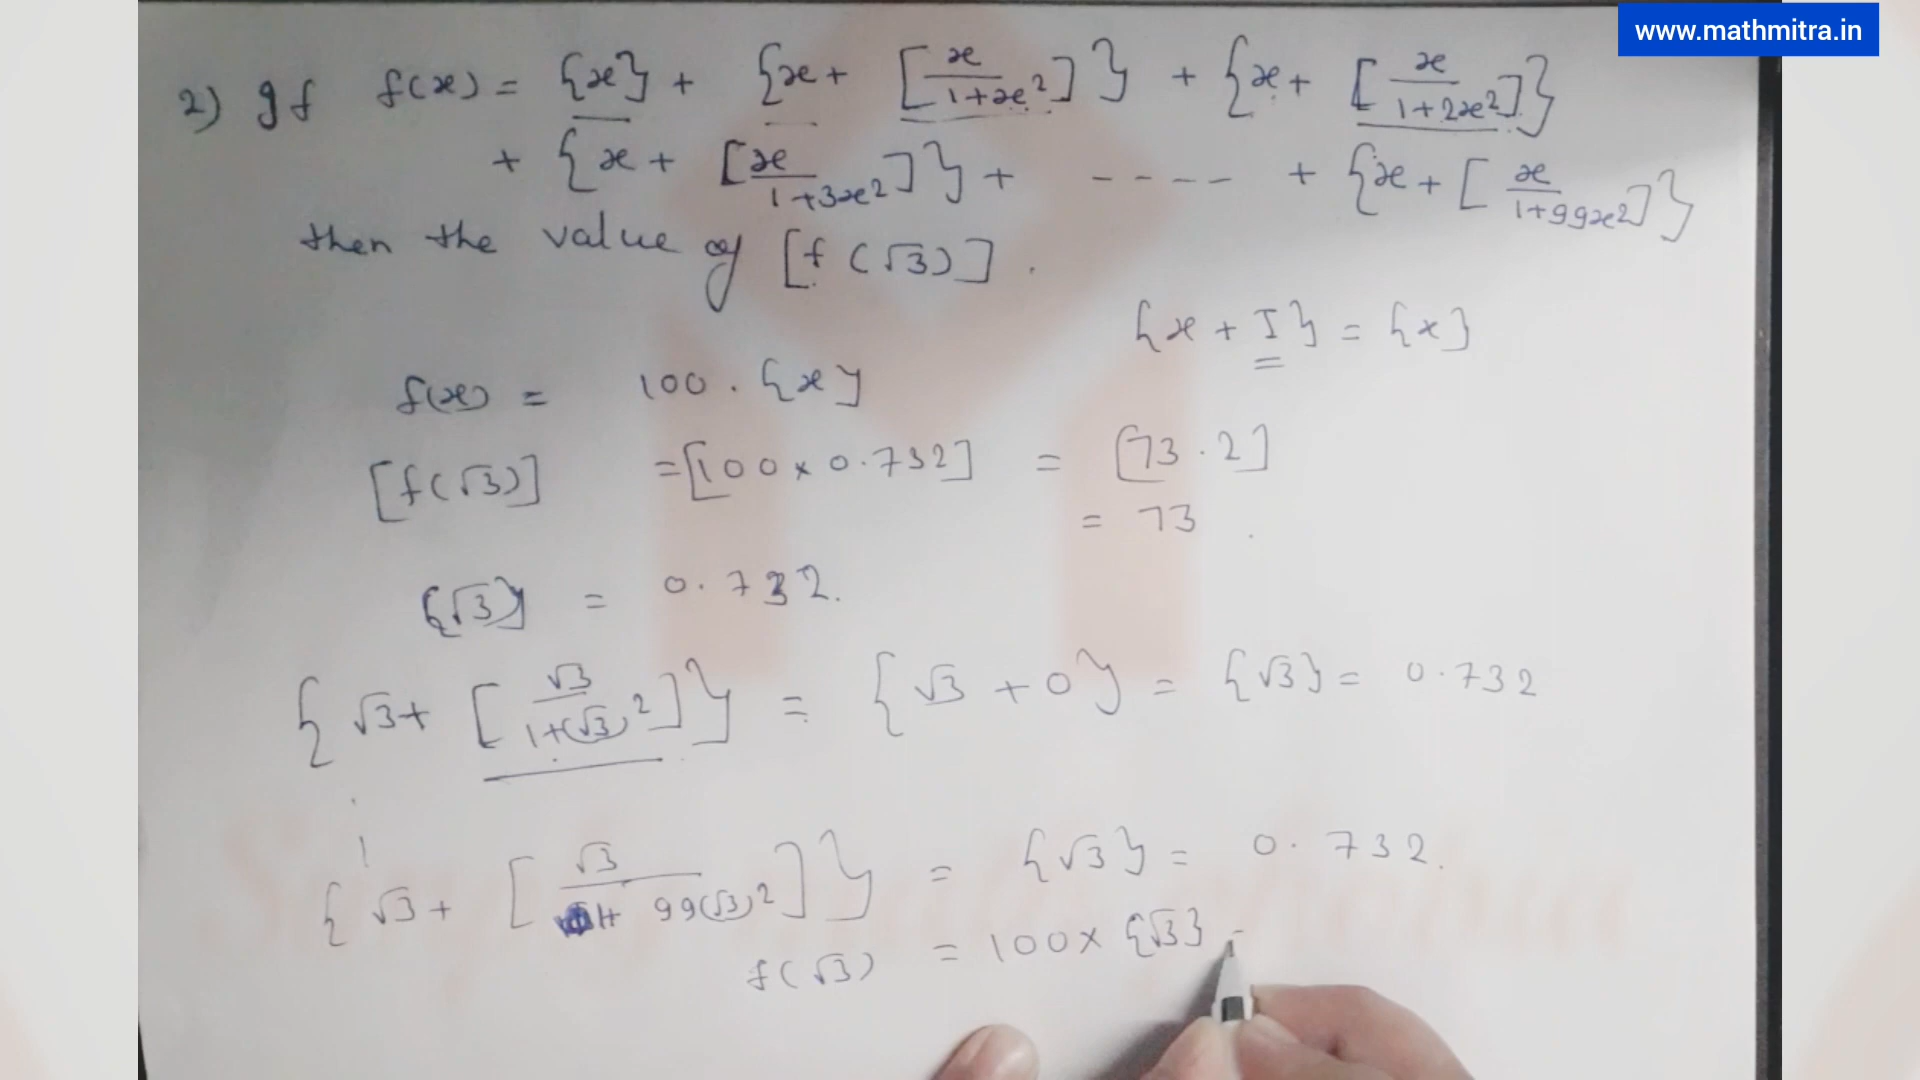 www.mathmitra.in
2) If f(x) = {x} + {x + [x/(1+x²)]} + {x + [x/(1+2x²)]}
+ {x + [x/(1+3x²)]} + ---- + {x + [x/(1+99x²)]}
then the value of [f(√3)].
{x + I} = {x}
f(x) = 100 . {x}
[f(√3)] = [100 × 0.732] = [73.2]
= 73
{√3} = 0.732.
{√3 + [√3/(1+(√3)²)]} = {√3 + 0} = {√3} = 0.732
{√3 + [√3/(1+99(√3)²)]} = {√3} = 0.732.
f(√3) = 100 × {√3} =